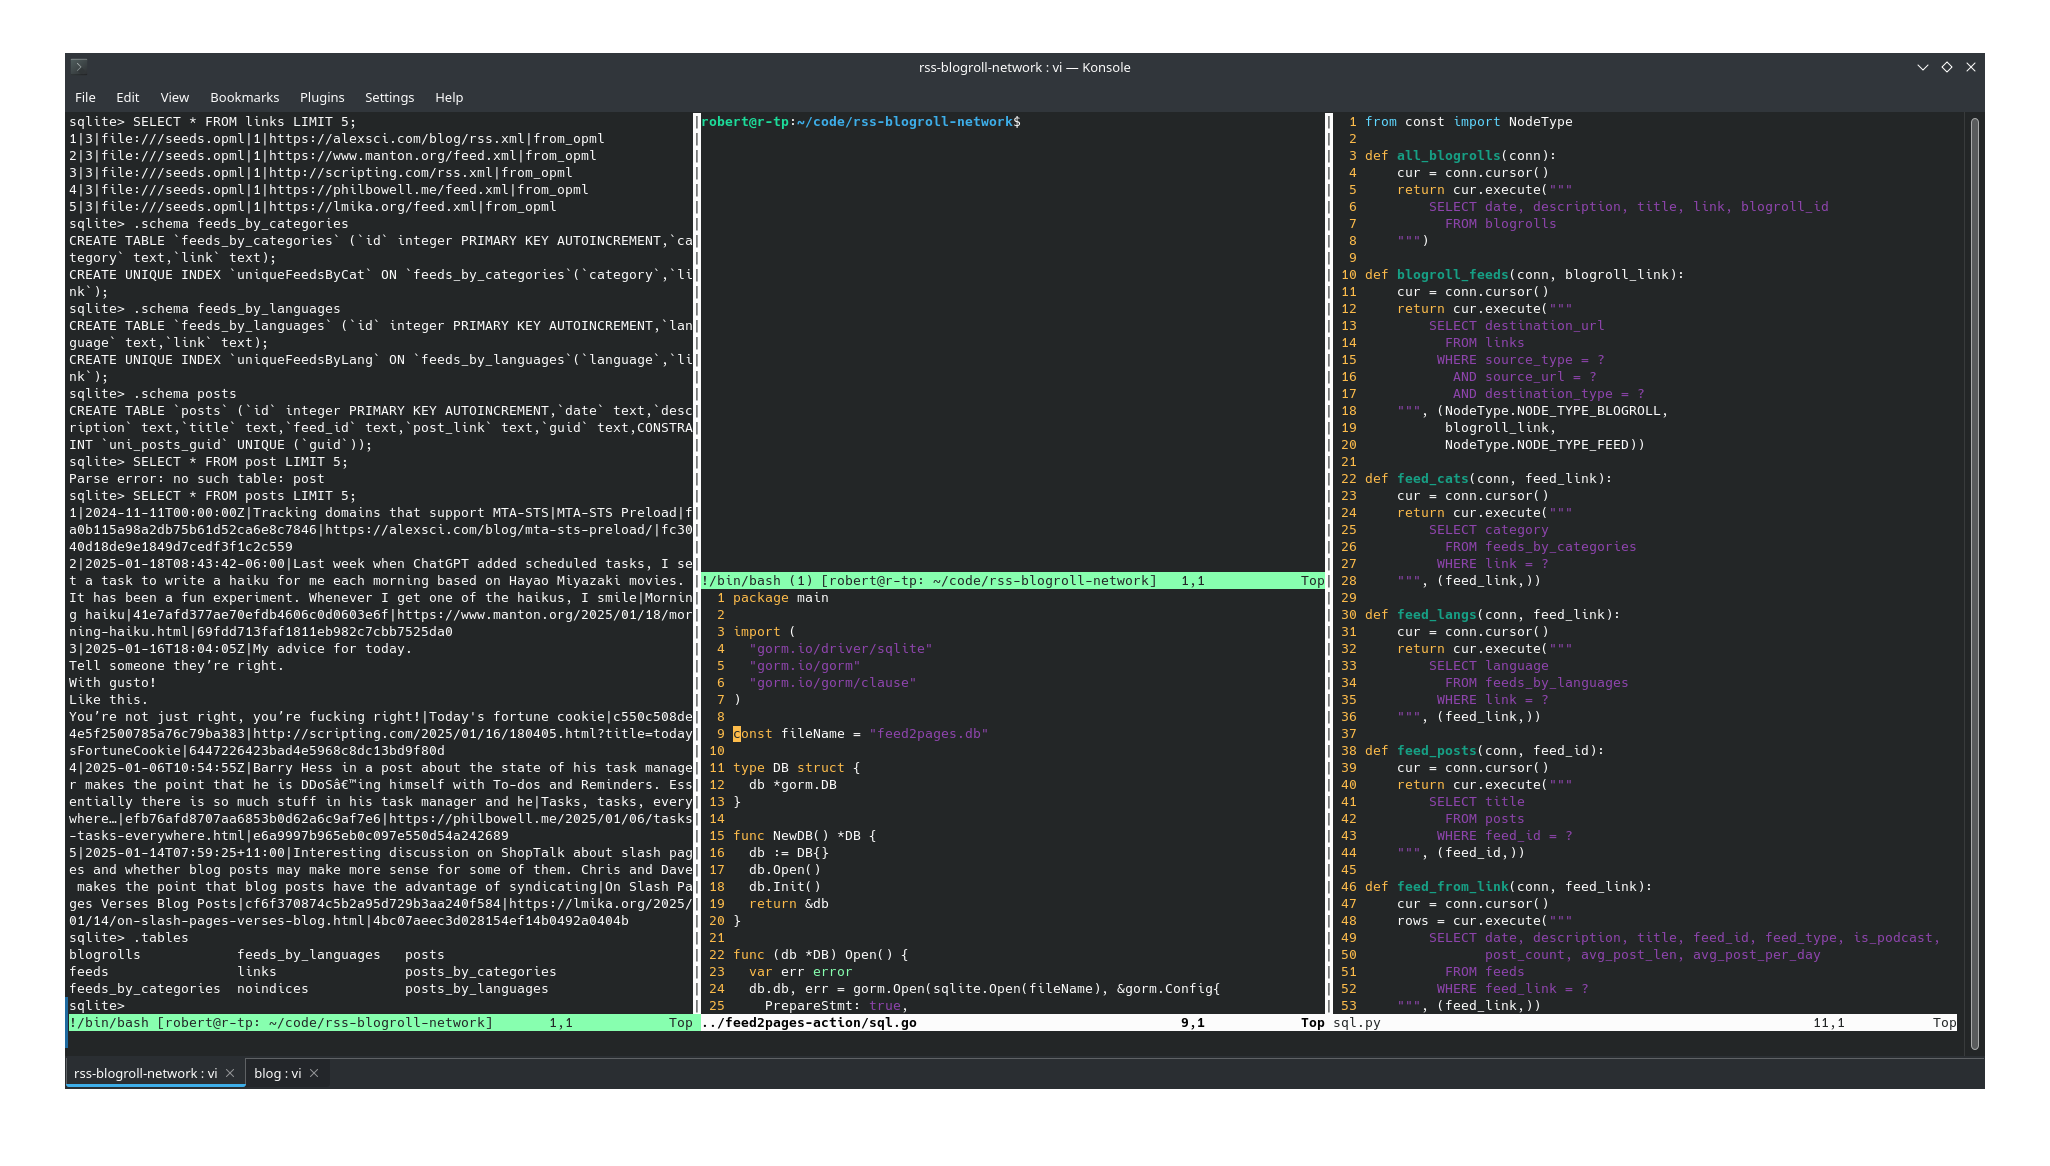 rss-blogroll-network : vi — Konsole
File Edit View Bookmarks Plugins Settings Help
sqlite> SELECT * FROM links LIMIT 5;
1|3|file:///seeds.opml|1|https://alexsci.com/blog/rss.xml|from_opml
2|3|file:///seeds.opml|1|https://www.manton.org/feed.xml|from_opml
3|3|file:///seeds.opml|1|http://scripting.com/rss.xml|from_opml
4|3|file:///seeds.opml|1|https://philbowell.me/feed.xml|from_opml
5|3|file:///seeds.opml|1|https://lmika.org/feed.xml|from_opml
sqlite> .schema feeds_by_categories
CREATE TABLE `feeds_by_categories` (`id` integer PRIMARY KEY AUTOINCREMENT,`ca
tegory` text,`link` text);
CREATE UNIQUE INDEX `uniqueFeedsByCat` ON `feeds_by_categories`(`category`,`li
nk`);
sqlite> .schema feeds_by_languages
CREATE TABLE `feeds_by_languages` (`id` integer PRIMARY KEY AUTOINCREMENT,`lan
guage` text,`link` text);
CREATE UNIQUE INDEX `uniqueFeedsByLang` ON `feeds_by_languages`(`language`,`li
nk`);
sqlite> .schema posts
CREATE TABLE `posts` (`id` integer PRIMARY KEY AUTOINCREMENT,`date` text,`desc
ription` text,`title` text,`feed_id` text,`post_link` text,`guid` text,CONSTRA
INT `uni_posts_guid` UNIQUE (`guid`));
sqlite> SELECT * FROM post LIMIT 5;
Parse error: no such table: post
sqlite> SELECT * FROM posts LIMIT 5;
1|2024-11-11T00:00:00Z|Tracking domains that support MTA-STS|MTA-STS Preload|f
a0b115a98a2db75b61d52ca6e8c7846|https://alexsci.com/blog/mta-sts-preload/|fc30
40d18de9e1849d7cedf3f1c2c559
2|2025-01-18T08:43:42-06:00|Last week when ChatGPT added scheduled tasks, I se
t a task to write a haiku for me each morning based on Hayao Miyazaki movies.
It has been a fun experiment. Whenever I get one of the haikus, I smile|Mornin
g haiku|41e7afd377ae70efdb4606c0d0603e6f|https://www.manton.org/2025/01/18/mor
ning-haiku.html|69fdd713faf1811eb982c7cbb7525da0
3|2025-01-16T18:04:05Z|My advice for today.
Tell someone they’re right.
With gusto!
Like this.
You’re not just right, you’re fucking right!|Today's fortune cookie|c550c508de
4e5f2500785a76c79ba383|http://scripting.com/2025/01/16/180405.html?title=today
sFortuneCookie|6447226423bad4e5968c8dc13bd9f80d
4|2025-01-06T10:54:55Z|Barry Hess in a post about the state of his task manage
r makes the point that he is DDoSâ€™ing himself with To-dos and Reminders. Ess
entially there is so much stuff in his task manager and he|Tasks, tasks, every
where…|efb76afd8707aa6853b0d62a6c9af7e6|https://philbowell.me/2025/01/06/tasks
-tasks-everywhere.html|e6a9997b965eb0c097e550d54a242689
5|2025-01-14T07:59:25+11:00|Interesting discussion on ShopTalk about slash pag
es and whether blog posts may make more sense for some of them. Chris and Dave
 makes the point that blog posts have the advantage of syndicating|On Slash Pa
ges Verses Blog Posts|cf6f370874c5b2a95d729b3aa240f584|https://lmika.org/2025/
01/14/on-slash-pages-verses-blog.html|4bc07aeec3d028154ef14b0492a0404b
sqlite> .tables
blogrolls feeds_by_languages posts
feeds links posts_by_categories
feeds_by_categories noindices posts_by_languages
sqlite>
!/bin/bash [robert@r-tp: ~/code/rss-blogroll-network] 1,1 Top
robert@r-tp:~/code/rss-blogroll-network$
!/bin/bash (1) [robert@r-tp: ~/code/rss-blogroll-network] 1,1 Top
1 package main
2
3 import (
4   "gorm.io/driver/sqlite"
5   "gorm.io/gorm"
6   "gorm.io/gorm/clause"
7 )
8
9 const fileName = "feed2pages.db"
10
11 type DB struct {
12   db *gorm.DB
13 }
14
15 func NewDB() *DB {
16   db := DB{}
17   db.Open()
18   db.Init()
19   return &db
20 }
21
22 func (db *DB) Open() {
23   var err error
24   db.db, err = gorm.Open(sqlite.Open(fileName), &gorm.Config{
25     PrepareStmt: true,
../feed2pages-action/sql.go 9,1 Top
1 from const import NodeType
2
3 def all_blogrolls(conn):
4     cur = conn.cursor()
5     return cur.execute("""
6         SELECT date, description, title, link, blogroll_id
7           FROM blogrolls
8     """)
9
10 def blogroll_feeds(conn, blogroll_link):
11     cur = conn.cursor()
12     return cur.execute("""
13         SELECT destination_url
14           FROM links
15          WHERE source_type = ?
16            AND source_url = ?
17            AND destination_type = ?
18     """, (NodeType.NODE_TYPE_BLOGROLL,
19           blogroll_link,
20           NodeType.NODE_TYPE_FEED))
21
22 def feed_cats(conn, feed_link):
23     cur = conn.cursor()
24     return cur.execute("""
25         SELECT category
26           FROM feeds_by_categories
27          WHERE link = ?
28     """, (feed_link,))
29
30 def feed_langs(conn, feed_link):
31     cur = conn.cursor()
32     return cur.execute("""
33         SELECT language
34           FROM feeds_by_languages
35          WHERE link = ?
36     """, (feed_link,))
37
38 def feed_posts(conn, feed_id):
39     cur = conn.cursor()
40     return cur.execute("""
41         SELECT title
42           FROM posts
43          WHERE feed_id = ?
44     """, (feed_id,))
45
46 def feed_from_link(conn, feed_link):
47     cur = conn.cursor()
48     rows = cur.execute("""
49         SELECT date, description, title, feed_id, feed_type, is_podcast,
50                post_count, avg_post_len, avg_post_per_day
51           FROM feeds
52          WHERE feed_link = ?
53     """, (feed_link,))
sql.py 11,1 Top
rss-blogroll-network : vi
blog : vi